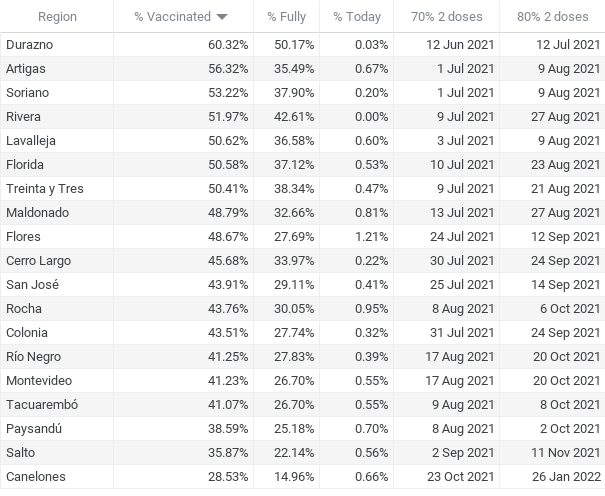 Region % Vaccinated % Fully % Today 70% 2 doses 80% 2 doses
Durazno 60.32% 50.17% 0.03% 12 Jun 2021 12 Jul 2021
Artigas 56.32% 35.49% 0.67% 1 Jul 2021 9 Aug 2021
Soriano 53.22% 37.90% 0.20% 1 Jul 2021 9 Aug 2021
Rivera 51.97% 42.61% 0.00% 9 Jul 2021 27 Aug 2021
Lavalleja 50.62% 36.58% 0.60% 3 Jul 2021 9 Aug 2021
Florida 50.58% 37.12% 0.53% 10 Jul 2021 23 Aug 2021
Treinta y Tres 50.41% 38.34% 0.47% 9 Jul 2021 21 Aug 2021
Maldonado 48.79% 32.66% 0.81% 13 Jul 2021 27 Aug 2021
Flores 48.67% 27.69% 1.21% 24 Jul 2021 12 Sep 2021
Cerro Largo 45.68% 33.97% 0.22% 30 Jul 2021 24 Sep 2021
San José 43.91% 29.11% 0.41% 25 Jul 2021 14 Sep 2021
Rocha 43.76% 30.05% 0.95% 8 Aug 2021 6 Oct 2021
Colonia 43.51% 27.74% 0.32% 31 Jul 2021 24 Sep 2021
Río Negro 41.25% 27.83% 0.39% 17 Aug 2021 20 Oct 2021
Montevideo 41.23% 26.70% 0.55% 17 Aug 2021 20 Oct 2021
Tacuarembó 41.07% 26.70% 0.55% 9 Aug 2021 8 Oct 2021
Paysandú 38.59% 25.18% 0.70% 8 Aug 2021 2 Oct 2021
Salto 35.87% 22.14% 0.56% 2 Sep 2021 11 Nov 2021
Canelones 28.53% 14.96% 0.66% 23 Oct 2021 26 Jan 2022